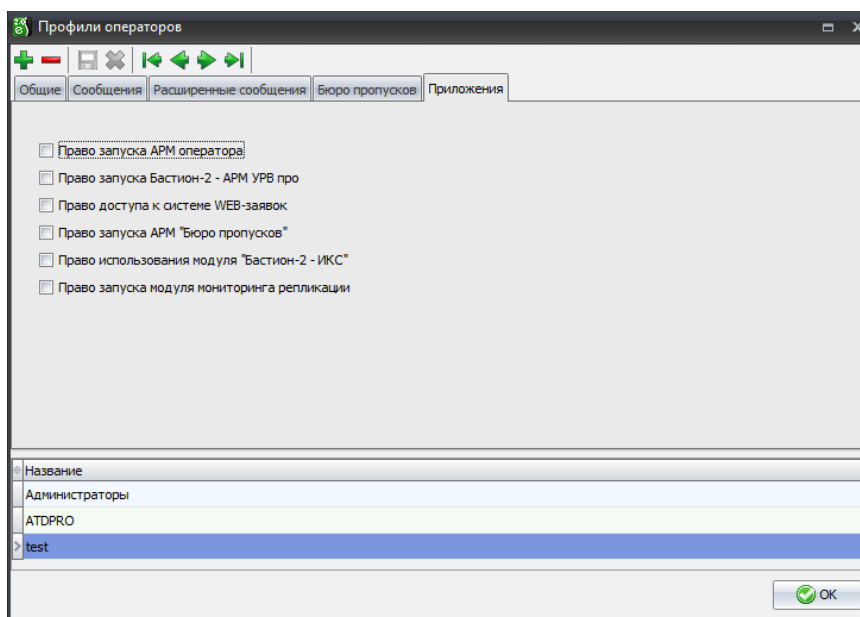 Профили операторов
Общие Сообщения Расширенные сообщения Бюро пропусков Приложения
Право запуска АРМ оператора
Право запуска Бастион-2 - АРМ УРВ про
Право доступа к системе WEB-заявок
Право запуска АРМ "Бюро пропусков"
Право использования модуля "Бастион-2 - ИКС"
Право запуска модуля мониторинга репликации
Название
Администраторы
ATDPRO
test
OK